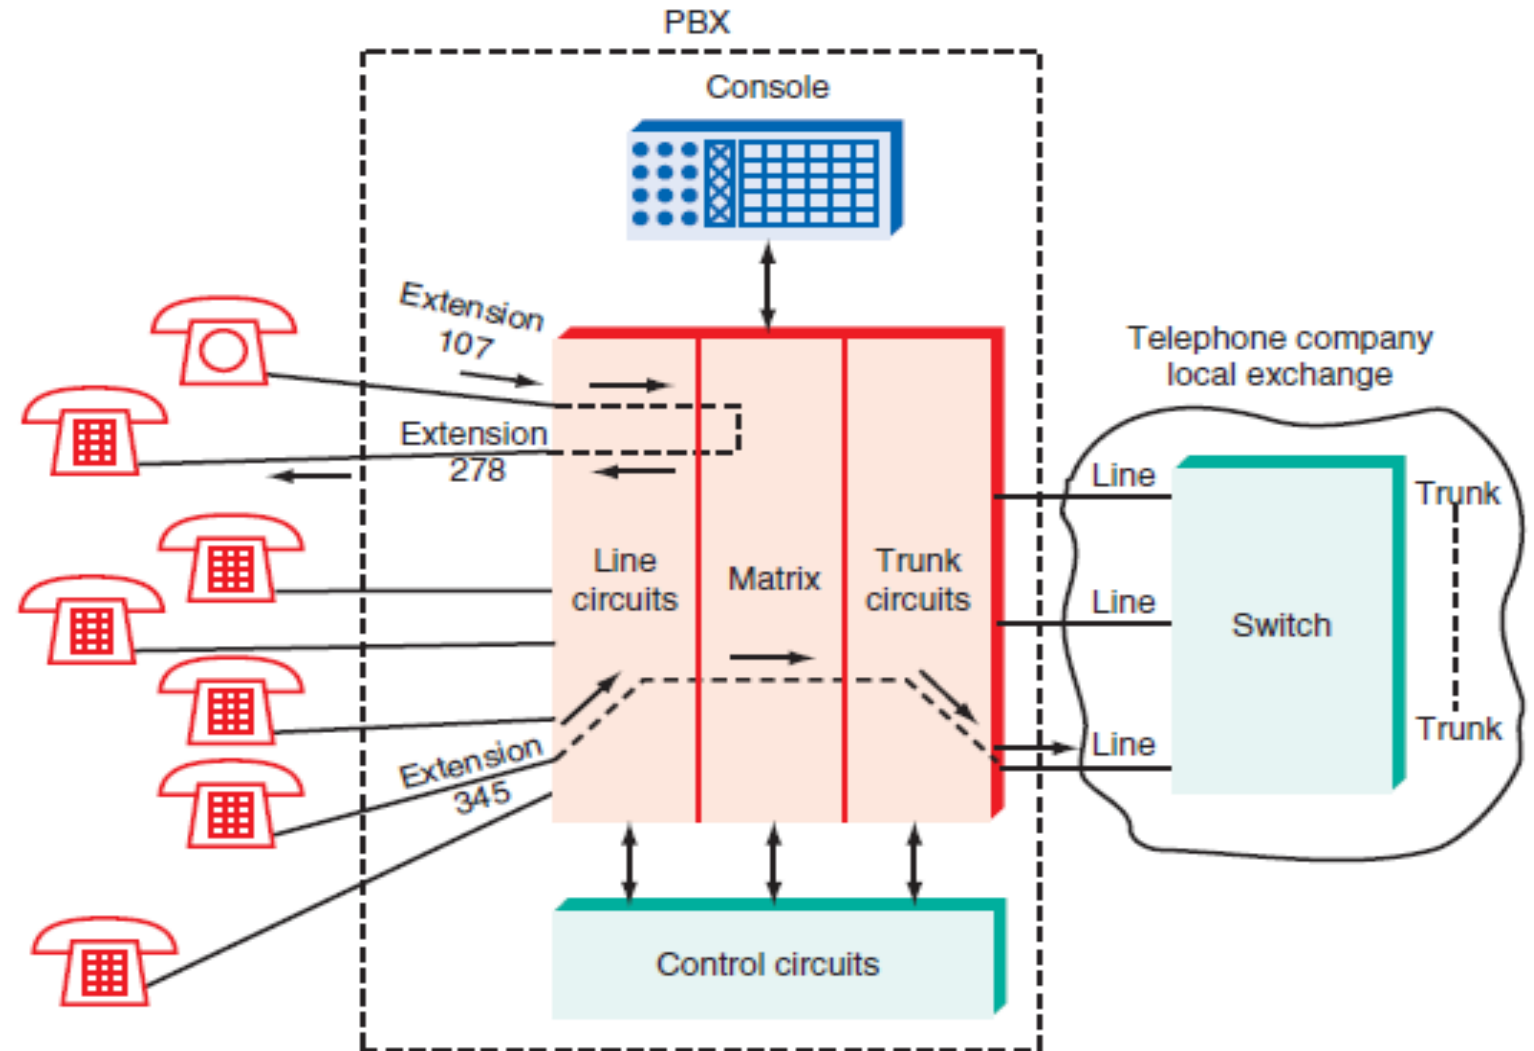 PBX
Console
Extension
107
Extension
278
Line
circuits
Matrix
Trunk
circuits
Extension
345
Control circuits
Telephone company
local exchange
Line
Line
Line
Switch
Trunk
Trunk